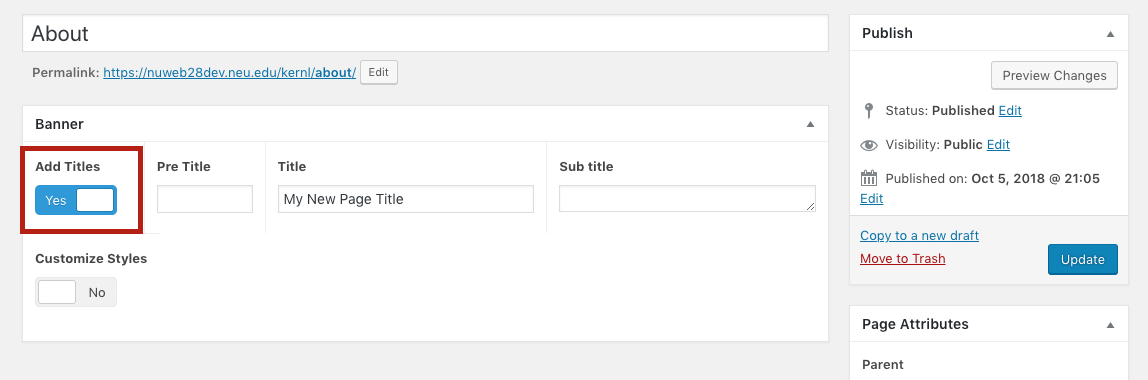 About
Permalink: https://nuweb28dev.neu.edu/kernl/about/ Edit
Banner
Add Titles
Yes
Pre Title
Title
My New Page Title
Sub title
Customize Styles
No
Publish
Preview Changes
Status: Published Edit
Visibility: Public Edit
Published on: Oct 5, 2018 @ 21:05
Edit
Copy to a new draft
Move to Trash
Update
Page Attributes
Parent